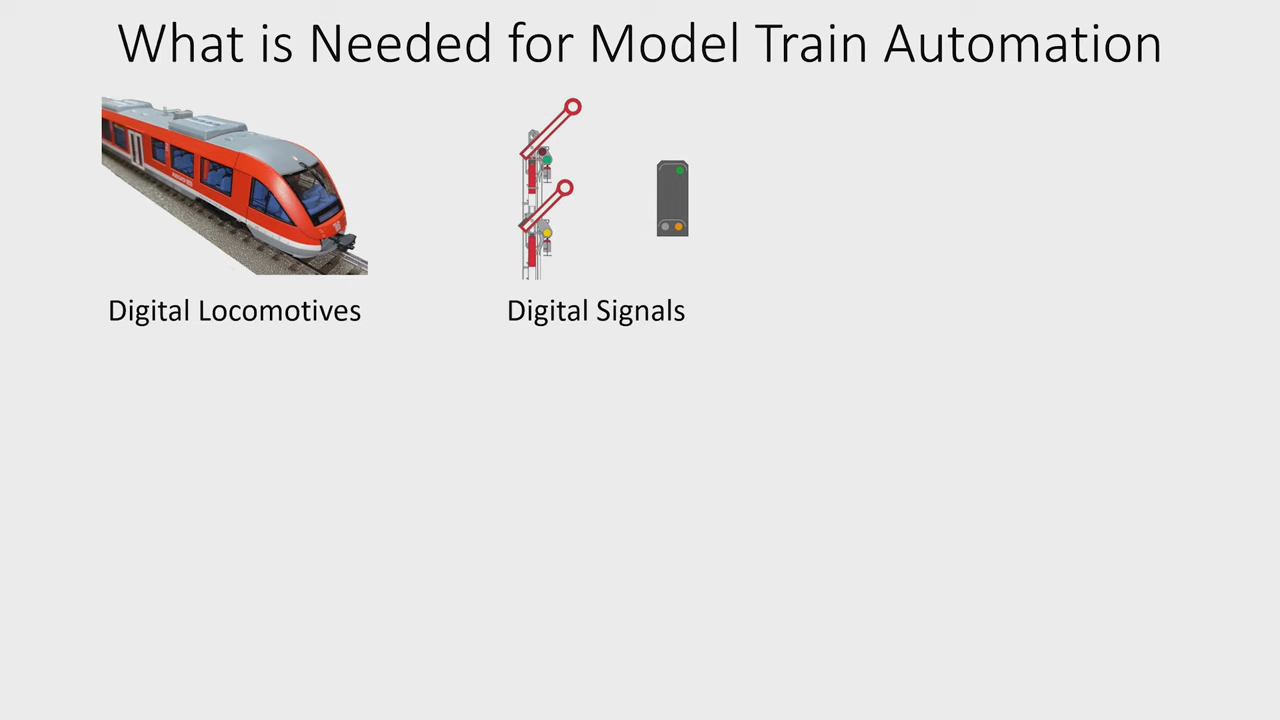 What is Needed for Model Train Automation
Digital Locomotives
Digital Signals